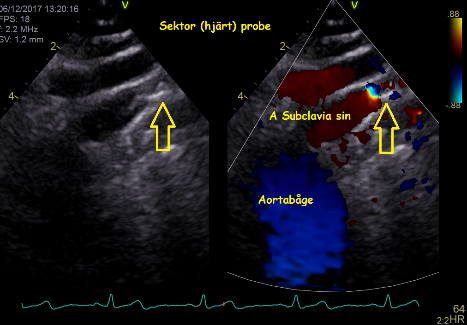 06/12/2017 13:20:16
FPS: 18
f: 2.2 MHz
SV: 1.2 mm
V
V
Sektor (hjärt) probe
.88
2
4
4
A Subclavia sin
-.88
Aortabåge
64
2:2HR